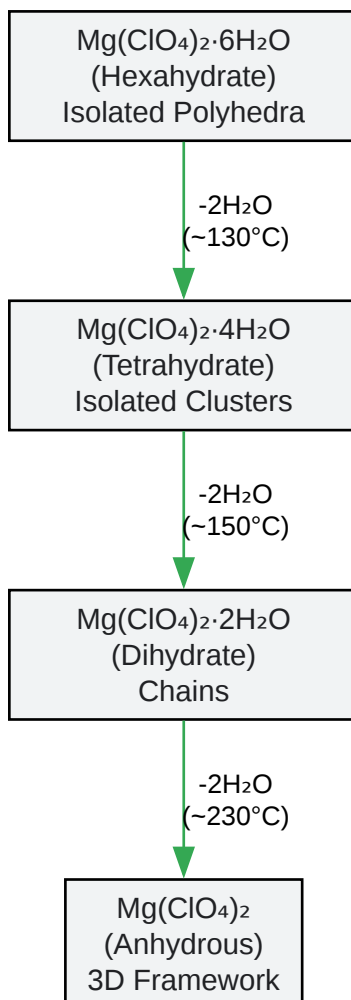 Mg(ClO₄)₂·6H₂O
(Hexahydrate)
Isolated Polyhedra
-2H₂O
(~130°C)
Mg(ClO₄)₂·4H₂O
(Tetrahydrate)
Isolated Clusters
-2H₂O
(~150°C)
Mg(ClO₄)₂·2H₂O
(Dihydrate)
Chains
-2H₂O
(~230°C)
Mg(ClO₄)₂
(Anhydrous)
3D Framework